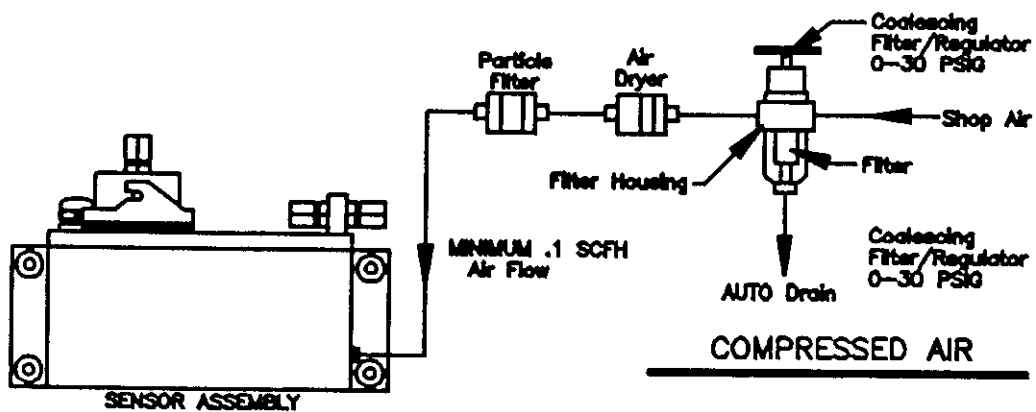 Coalescing
Filter/Regulator
0-30 PSIG
Particle
Filter
Air
Dryer
Shop Air
Filter
Filter Housing
MINIMUM .1 SCFH
Air Flow
Coalescing
Filter/Regulator
0-30 PSIG
AUTO Drain
COMPRESSED AIR
SENSOR ASSEMBLY